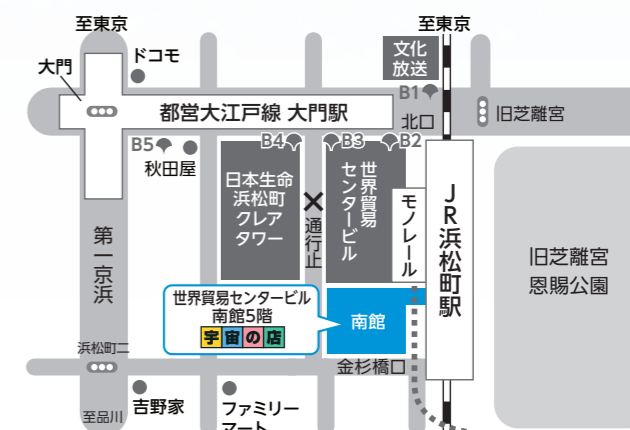 至東京
至東京
ドコモ
大門
文化
放送
B1
都営大江戸線 大門駅
北口
旧芝離宮
B5
秋田屋
B4
B3
B2
日本生命
浜松町
クレア
タワー
通行止
世界貿易
センタービル
モノレール
JR浜松町駅
旧芝離宮
恩賜公園
第一京浜
世界貿易センタービル
南館5階
宇宙の店
南館
浜松町二
金杉橋口
至品川
吉野家
ファミリー
マート